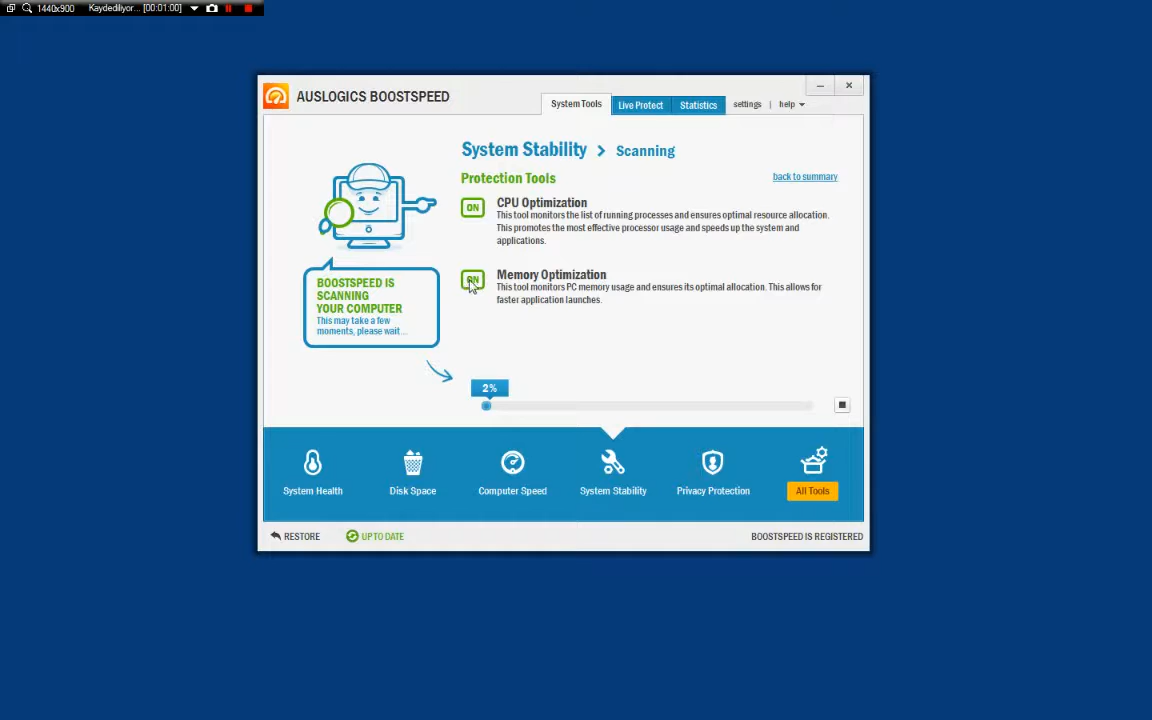 1440x900 Kaydediliyor... [00:01:00]
AUSLOGICS BOOSTSPEED
System Tools Live Protect Statistics settings | help
System Stability > Scanning
Protection Tools back to summary
ON CPU Optimization
This tool monitors the list of running processes and ensures optimal resource allocation.
This promotes the most effective processor usage and speeds up the system and
applications.
ON Memory Optimization
This tool monitors PC memory usage and ensures its optimal allocation. This allows for
faster application launches.
BOOSTSPEED IS
SCANNING
YOUR COMPUTER
This may take a few
moments, please wait...
2%
System Health Disk Space Computer Speed System Stability Privacy Protection All Tools
RESTORE UP TO DATE BOOSTSPEED IS REGISTERED